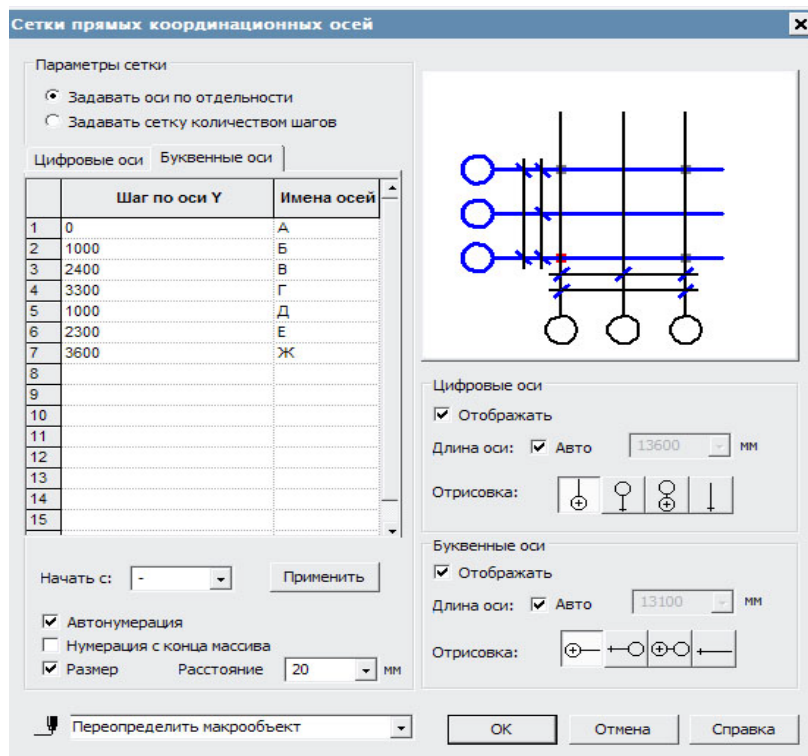 Сетки прямых координационных осей
Параметры сетки
Задавать оси по отдельности
Задавать сетку количеством шагов
Цифровые оси Буквенные оси
Шаг по оси Y Имена осей
1 0 А
2 1000 Б
3 2400 В
4 3300 Г
5 1000 Д
6 2300 Е
7 3600 Ж
8
9
10
11
12
13
14
15
Начать с: - Применить
Автонумерация
Нумерация с конца массива
Размер Расстояние 20 мм
Цифровые оси
Отображать
Длина оси: Авто 13600 мм
Отрисовка:
Буквенные оси
Отображать
Длина оси: Авто 13100 мм
Отрисовка:
Переопределить макрообъект
OK Отмена Справка